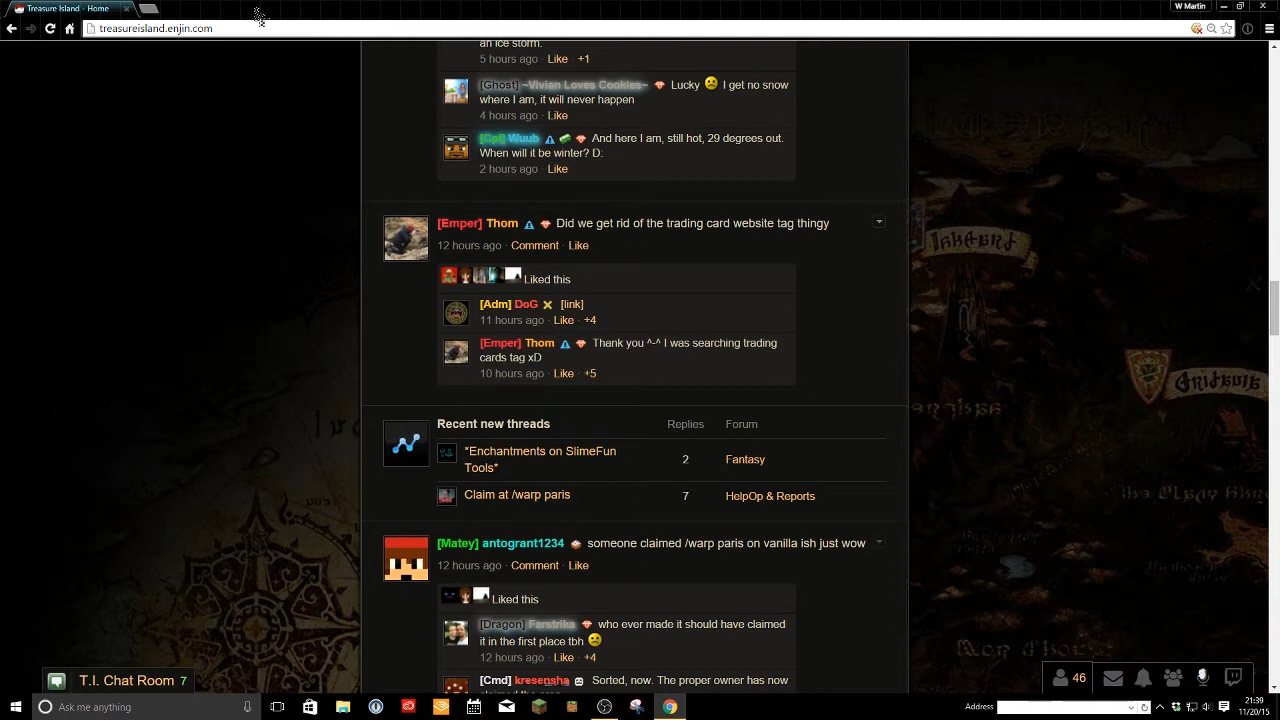 Treasure Island - Home
W Martin
treasureisland.enjin.com
an ice storm.
5 hours ago · Like · +1
[Ghost] ~Vivian Loves Cookies~ Lucky I get no snow
where I am, it will never happen
4 hours ago · Like
[Cpt] Wuub And here I am, still hot, 29 degrees out.
When will it be winter? D:
2 hours ago · Like
[Emper] Thom Did we get rid of the trading card website tag thingy
12 hours ago · Comment · Like
Liked this
[Adm] DoG [link]
11 hours ago · Like · +4
[Emper] Thom Thank you ^-^ I was searching trading
cards tag xD
10 hours ago · Like · +5
Recent new threads Replies Forum
*Enchantments on SlimeFun
Tools* 2 Fantasy
Claim at /warp paris 7 HelpOp & Reports
[Matey] antogrant1234 someone claimed /warp paris on vanilla ish just wow
12 hours ago · Comment · Like
Liked this
[Dragon] Farstrika who ever made it should have claimed
it in the first place tbh
12 hours ago · Like · +4
[Cmd] kresensha Sorted, now. The proper owner has now
T.I. Chat Room 7
46
Ask me anything
Address
21:39
11/20/15